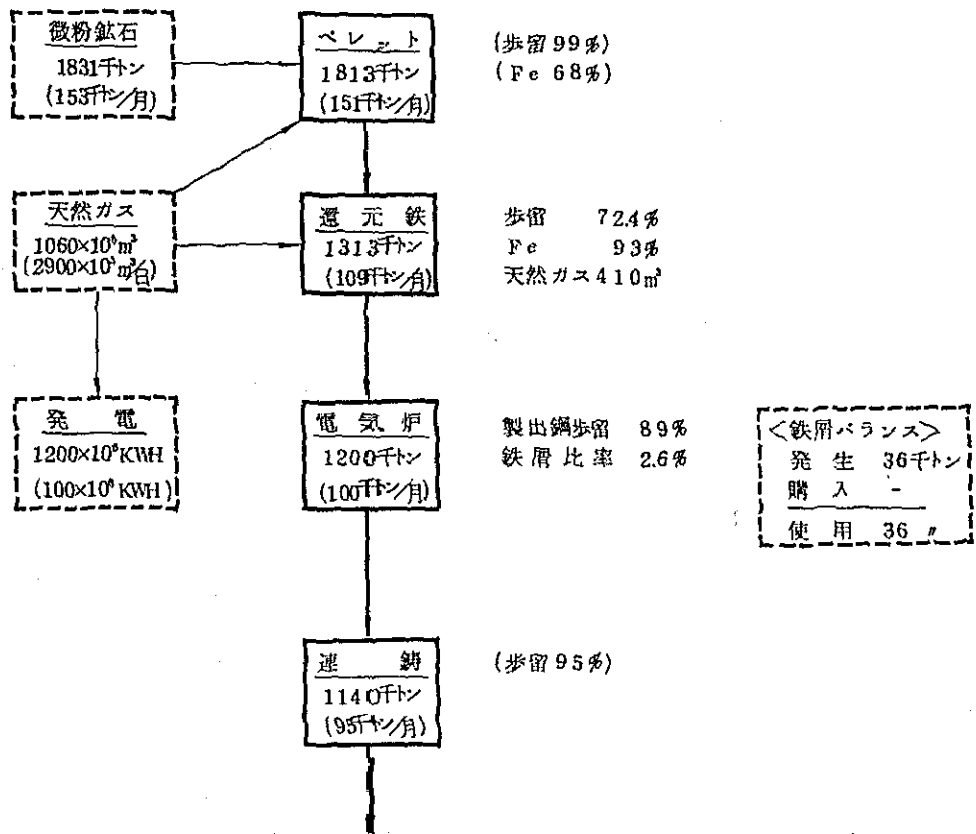 微粉鉱石
1831千トン
(153千トン/月)
ペレット
1813千トン
(151千トン/月)
(歩留99%)
(Fe 68%)
天然ガス
1060×10⁶m³
(2900×10³m³/日)
還元鉄
1313千トン
(109千トン/月)
歩留 72.4%
Fe 93%
天然ガス410m³
発電
1200×10⁶KWH
(100×10⁶KWH)
電気炉
1200千トン
(100千トン/月)
製出鋼歩留 89%
鉄屑比率 2.6%
<鉄屑バランス>
発生 36千トン
購入 -
使用 36 〃
連鋳
1140千トン
(95千トン/月)
(歩留95%)